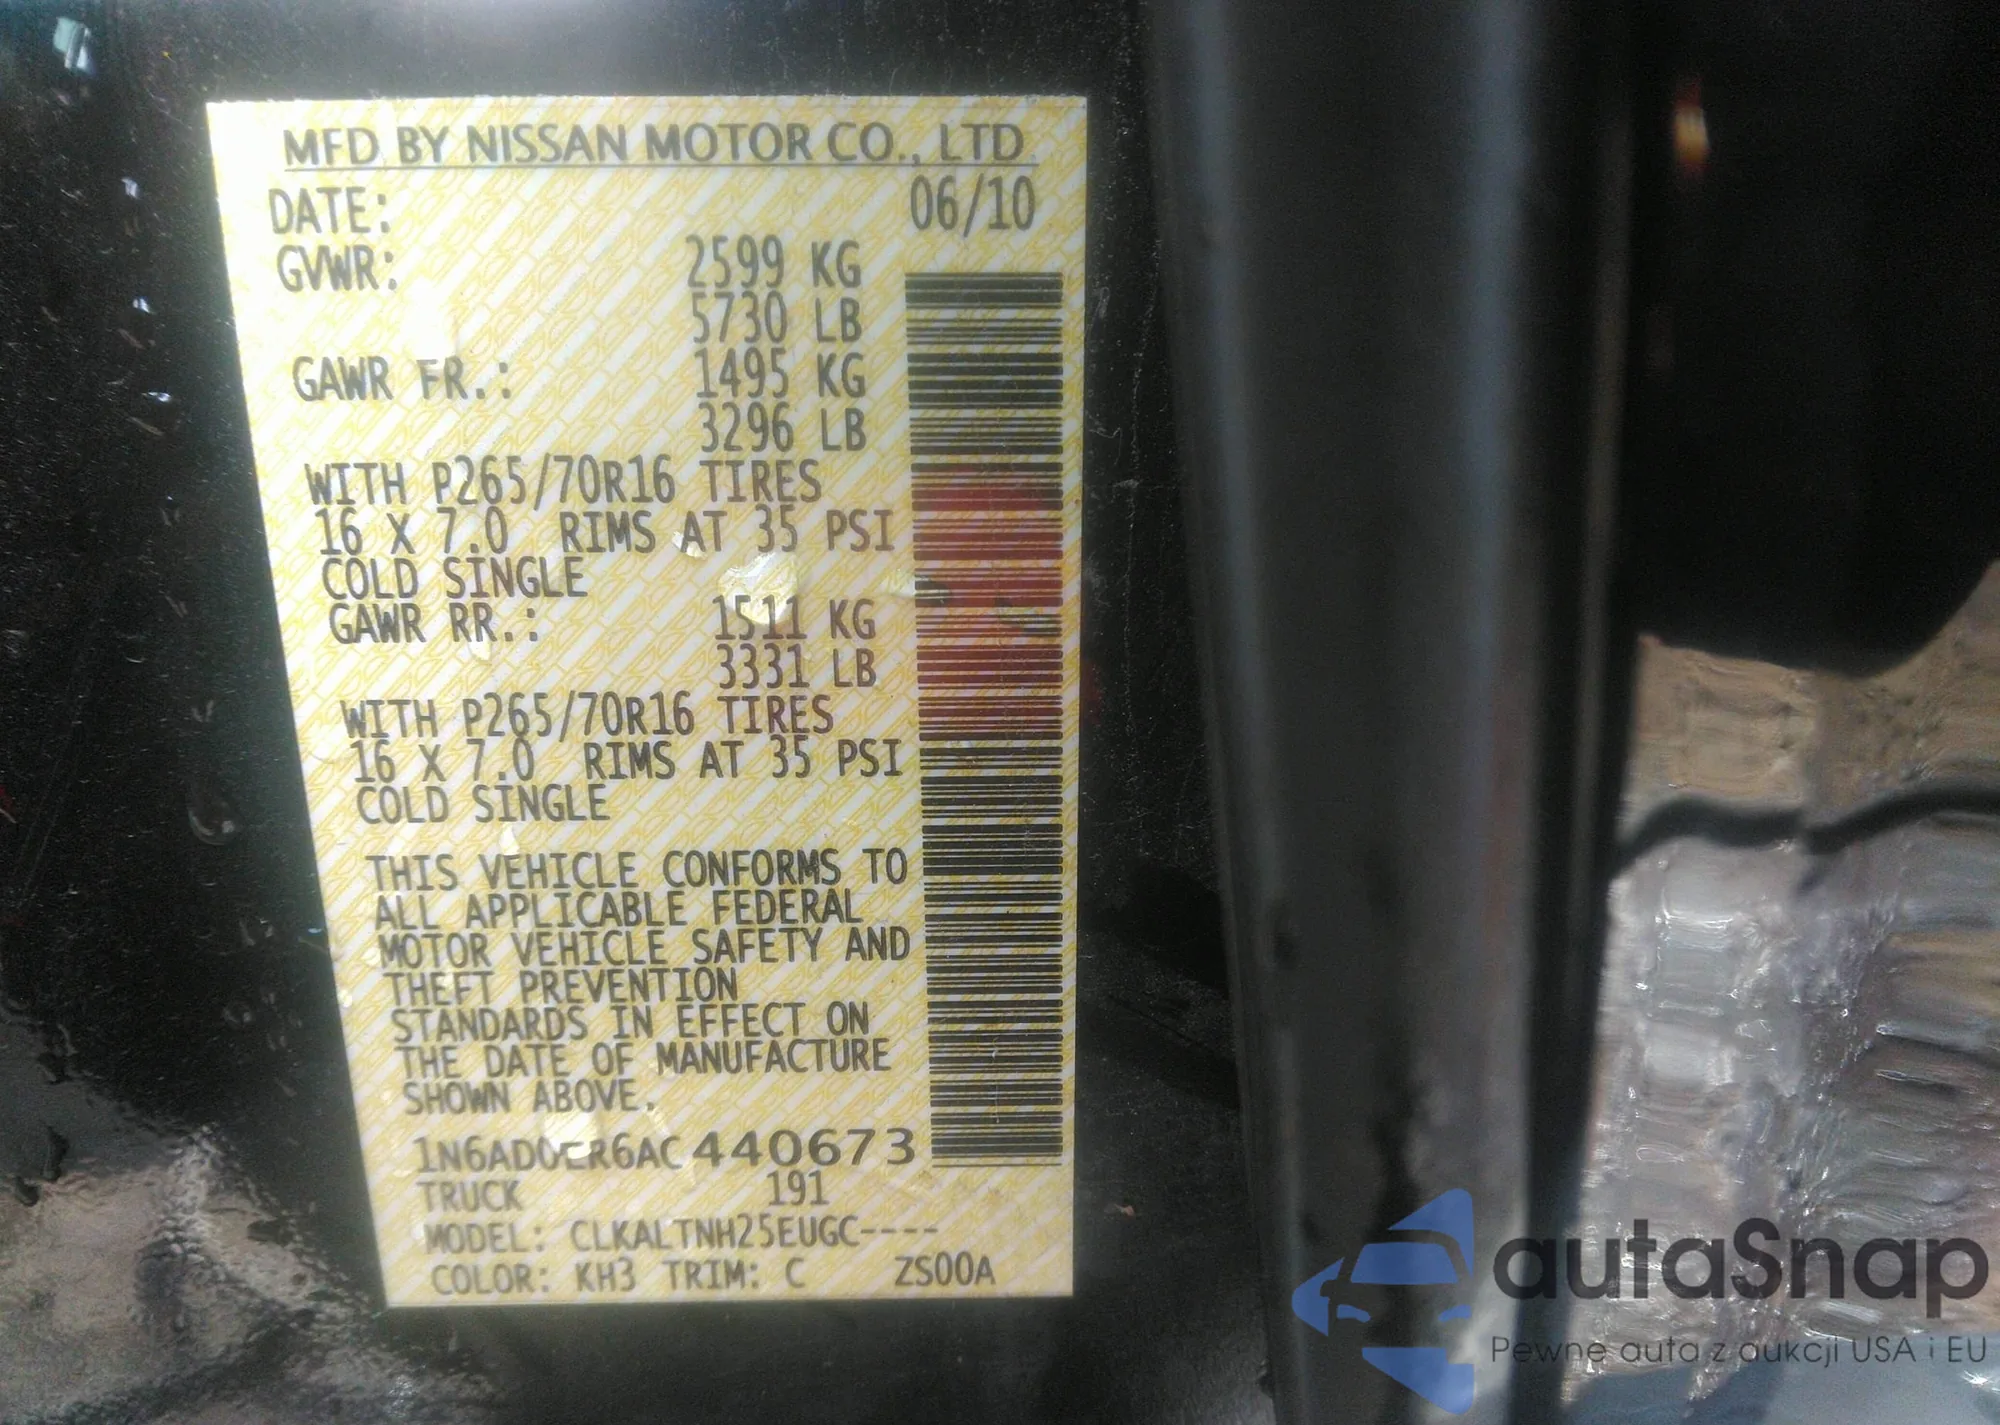 MFD BY NISSAN MOTOR CO., LTD
DATE: 06/10
GVWR: 2599 KG
5730 LB
GAWR FR.: 1495 KG
3296 LB
WITH P265/70R16 TIRES
16 X 7.0 RIMS AT 35 PSI
COLD SINGLE
GAWR RR.: 1511 KG
3331 LB
WITH P265/70R16 TIRES
16 X 7.0 RIMS AT 35 PSI
COLD SINGLE
THIS VEHICLE CONFORMS TO
ALL APPLICABLE FEDERAL
MOTOR VEHICLE SAFETY AND
THEFT PREVENTION
STANDARDS IN EFFECT ON
THE DATE OF MANUFACTURE
SHOWN ABOVE.
1N6AD0ER6AC440673
TRUCK 191
MODEL: CLKALTNH25EUGC----
COLOR: KH3 TRIM: C ZS00A
autaSnap
Pewne auta z aukcji USA i EU